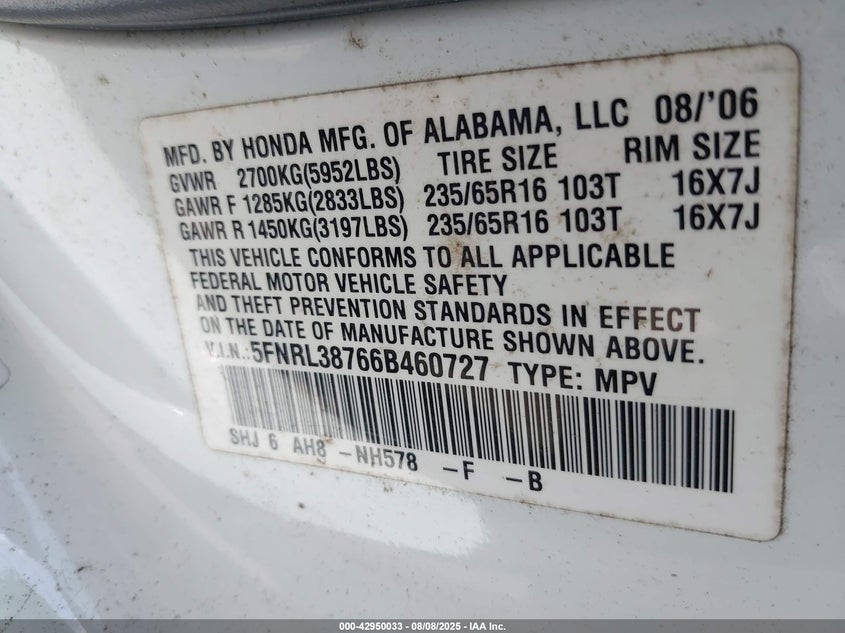 MFD. BY HONDA MFG. OF ALABAMA, LLC 08/'06
GVWR 2700KG(5952LBS) TIRE SIZE RIM SIZE
GAWR F 1285KG(2833LBS) 235/65R16 103T 16X7J
GAWR R 1450KG(3197LBS) 235/65R16 103T 16X7J
THIS VEHICLE CONFORMS TO ALL APPLICABLE
FEDERAL MOTOR VEHICLE SAFETY
AND THEFT PREVENTION STANDARDS IN EFFECT
ON THE DATE OF MANUFACTURE SHOWN ABOVE.
V.I.N.:5FNRL38766B460727 TYPE: MPV
SHJ 6 AH8 -NH578 -F -B
000-42950033 - 08/08/2025 - IAA Inc.